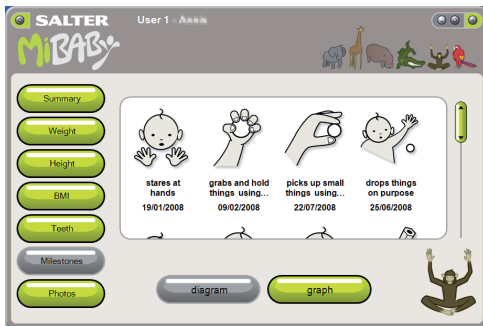 SALTER
User 1 -
MiBABy
Summary
Weight
Height
BMI
Teeth
Milestones
Photos
stares at
hands
19/01/2008
grabs and hold
things using...
09/02/2008
picks up small
things using...
22/07/2008
drops things
on purpose
25/06/2008
diagram
graph